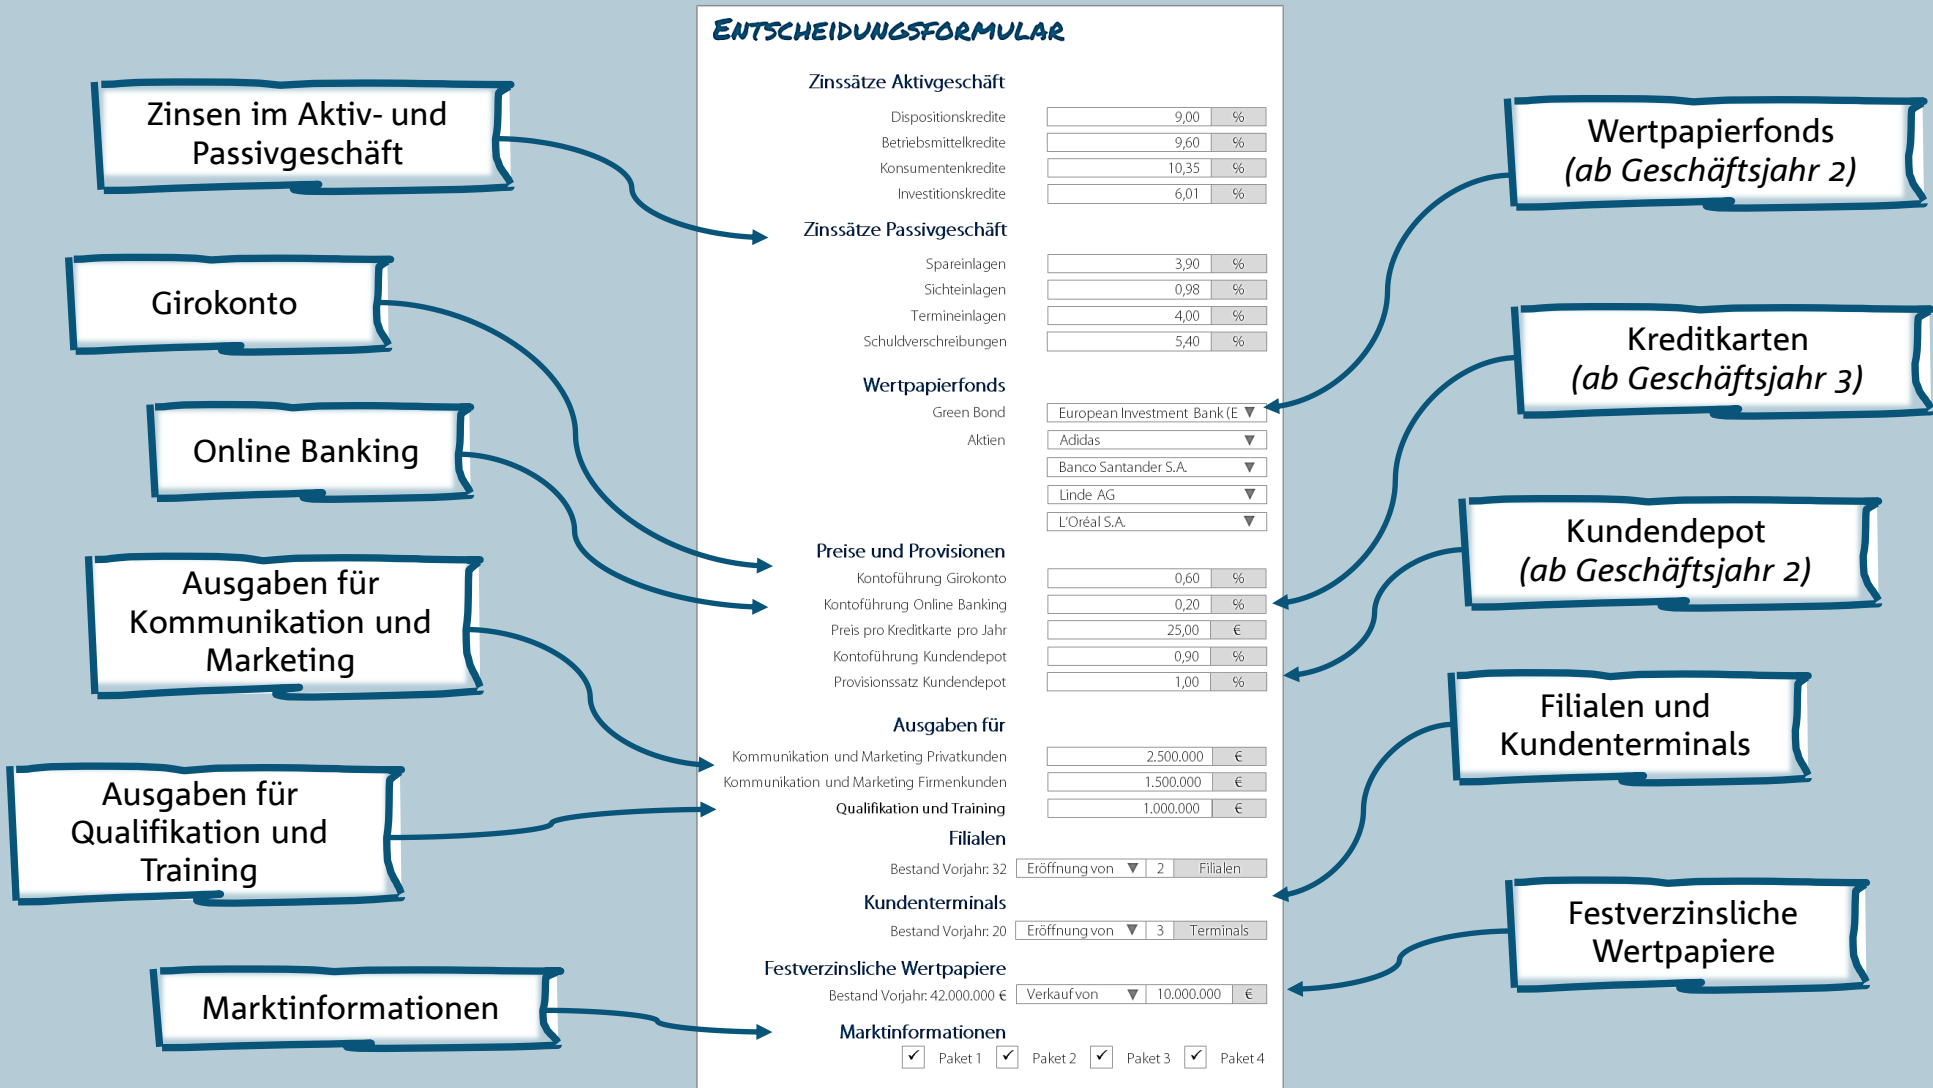 ENTSCHEIDUNGSFORMULAR
Zinssätze Aktivgeschäft
Dispositionskredite 9,00 %
Betriebsmittelkredite 9,60 %
Konsumentenkredite 10,35 %
Investitionskredite 6,01 %
Zinssätze Passivgeschäft
Spareinlagen 3,90 %
Sichteinlagen 0,98 %
Termineinlagen 4,00 %
Schuldverschreibungen 5,40 %
Wertpapierfonds
Green Bond European Investment Bank (E ▼
Aktien Adidas ▼
Banco Santander S.A. ▼
Linde AG ▼
L'Oréal S.A. ▼
Preise und Provisionen
Kontoführung Girokonto 0,60 %
Kontoführung Online Banking 0,20 %
Preis pro Kreditkarte pro Jahr 25,00 €
Kontoführung Kundendepot 0,90 %
Provisionssatz Kundendepot 1,00 %
Ausgaben für
Kommunikation und Marketing Privatkunden 2.500.000 €
Kommunikation und Marketing Firmenkunden 1.500.000 €
Qualifikation und Training 1.000.000 €
Filialen
Bestand Vorjahr: 32 Eröffnung von ▼ 2 Filialen
Kundenterminals
Bestand Vorjahr: 20 Eröffnung von ▼ 3 Terminals
Festverzinsliche Wertpapiere
Bestand Vorjahr: 42.000.000 € Verkauf von ▼ 10.000.000 €
Marktinformationen
✓ Paket 1 ✓ Paket 2 ✓ Paket 3 ✓ Paket 4
Zinsen im Aktiv- und
Passivgeschäft
Girokonto
Online Banking
Ausgaben für
Kommunikation und
Marketing
Ausgaben für
Qualifikation und
Training
Marktinformationen
Wertpapierfonds
(ab Geschäftsjahr 2)
Kreditkarten
(ab Geschäftsjahr 3)
Kundendepot
(ab Geschäftsjahr 2)
Filialen und
Kundenterminals
Festverzinsliche
Wertpapiere